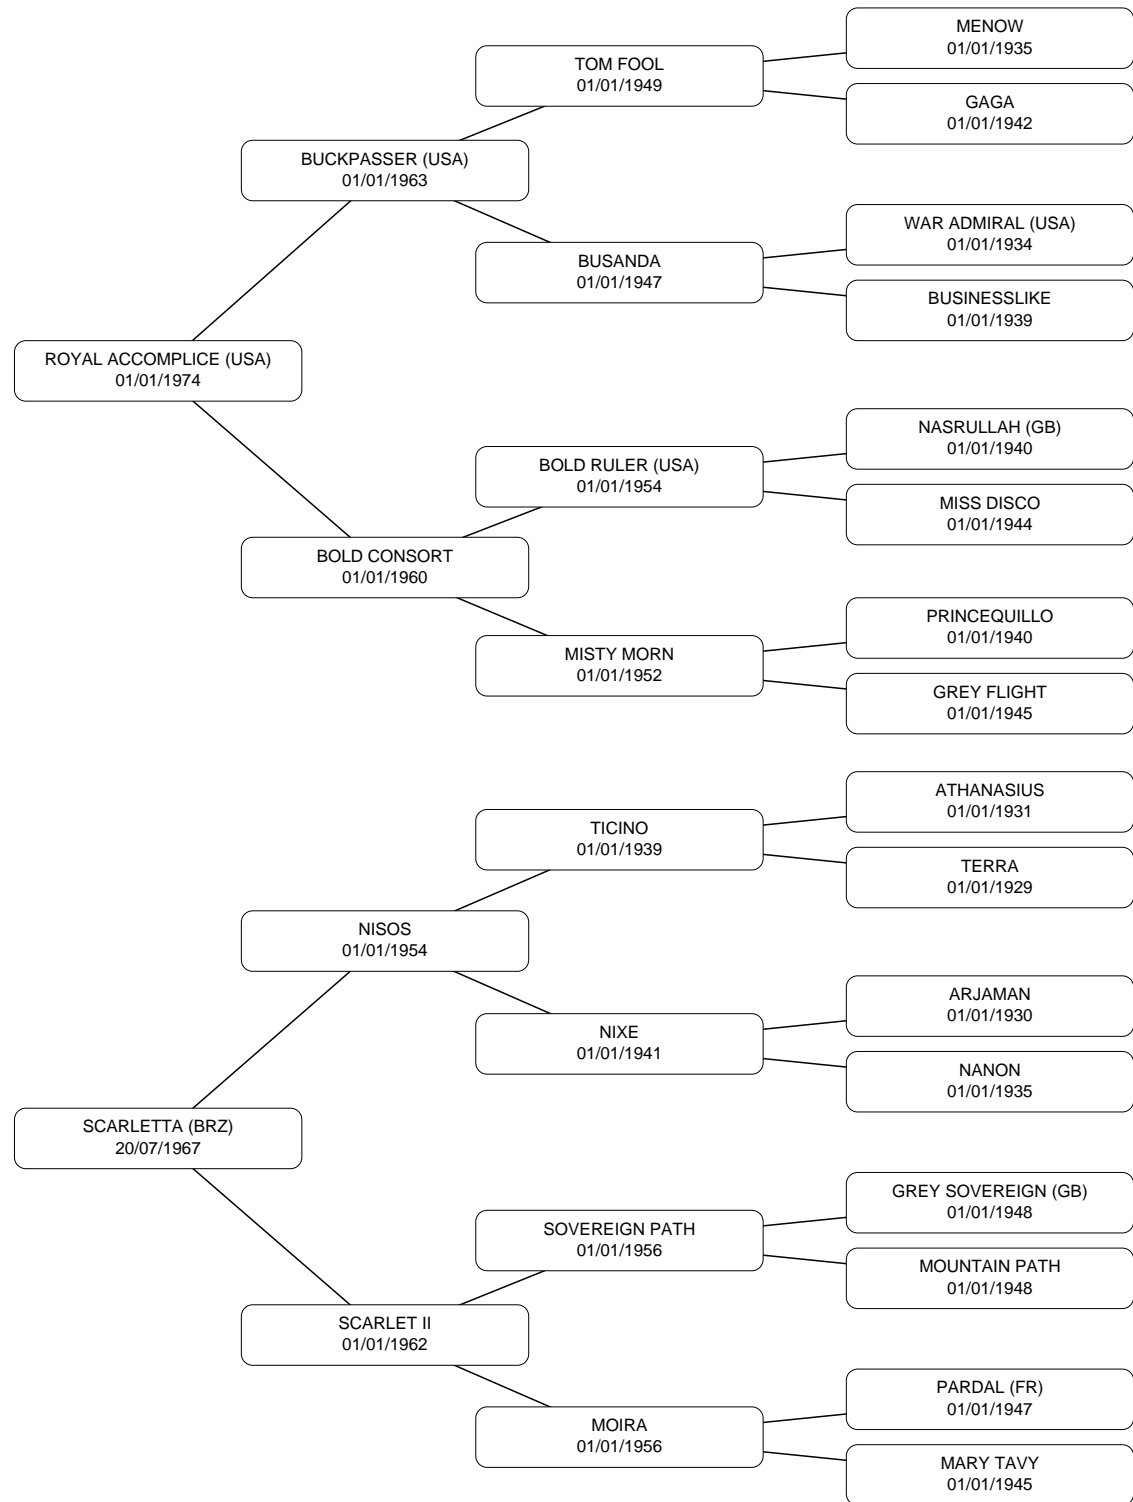 MENOW
01/01/1935
TOM FOOL
01/01/1949
GAGA
01/01/1942
BUCKPASSER (USA)
01/01/1963
WAR ADMIRAL (USA)
01/01/1934
BUSANDA
01/01/1947
BUSINESSLIKE
01/01/1939
ROYAL ACCOMPLICE (USA)
01/01/1974
NASRULLAH (GB)
01/01/1940
BOLD RULER (USA)
01/01/1954
MISS DISCO
01/01/1944
BOLD CONSORT
01/01/1960
PRINCEQUILLO
01/01/1940
MISTY MORN
01/01/1952
GREY FLIGHT
01/01/1945
ATHANASIUS
01/01/1931
TICINO
01/01/1939
TERRA
01/01/1929
NISOS
01/01/1954
ARJAMAN
01/01/1930
NIXE
01/01/1941
NANON
01/01/1935
SCARLETTA (BRZ)
20/07/1967
GREY SOVEREIGN (GB)
01/01/1948
SOVEREIGN PATH
01/01/1956
MOUNTAIN PATH
01/01/1948
SCARLET II
01/01/1962
PARDAL (FR)
01/01/1947
MOIRA
01/01/1956
MARY TAVY
01/01/1945